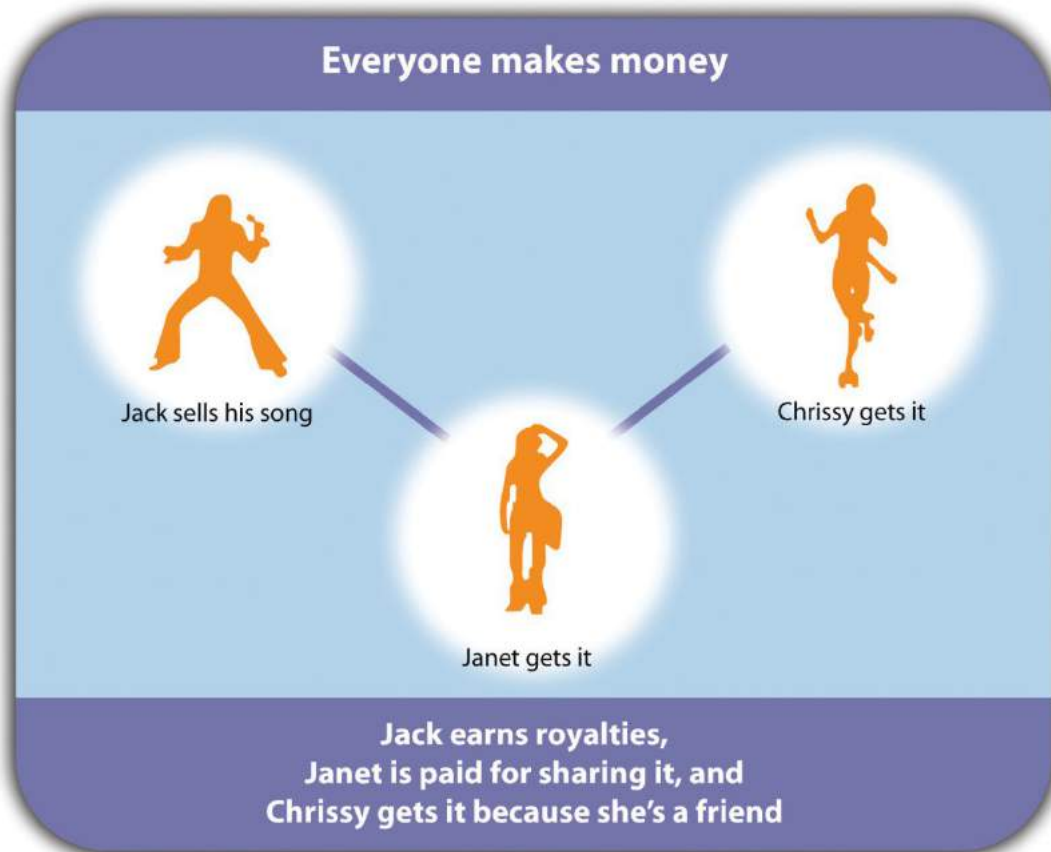 Everyone makes money
Jack sells his song
Chrissy gets it
Janet gets it
Jack earns royalties,
Janet is paid for sharing it, and
Chrissy gets it because she's a friend